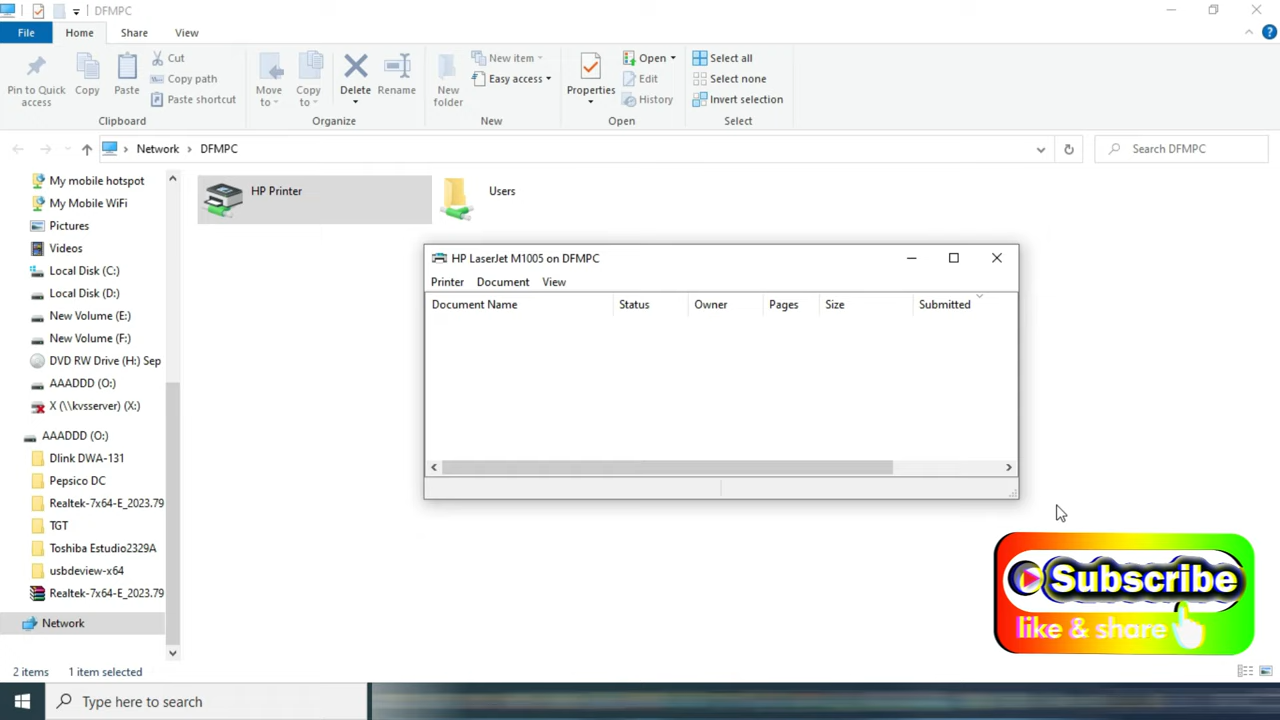 DFMPC
File Home Share View
Pin to Quick access
Copy
Paste
Cut
Copy path
Paste shortcut
Clipboard
Move to
Copy to
Delete
Rename
Organize
New folder
New item
Easy access
New
Properties
Open
Edit
History
Open
Select all
Select none
Invert selection
Select
Network > DFMPC
Search DFMPC
My mobile hotspot
My Mobile WiFi
Pictures
Videos
Local Disk (C:)
Local Disk (D:)
New Volume (E:)
New Volume (F:)
DVD RW Drive (H:) Sep
AAADDD (O:)
X (\\kvsserver) (X:)
AAADDD (O:)
Dlink DWA-131
Pepsico DC
Realtek-7x64-E_2023.79
TGT
Toshiba Estudio2329A
usbdeview-x64
Realtek-7x64-E_2023.79
Network
HP Printer
Users
HP LaserJet M1005 on DFMPC
Printer Document View
Document Name Status Owner Pages Size Submitted
Subscribe
like & share
2 items 1 item selected
Type here to search